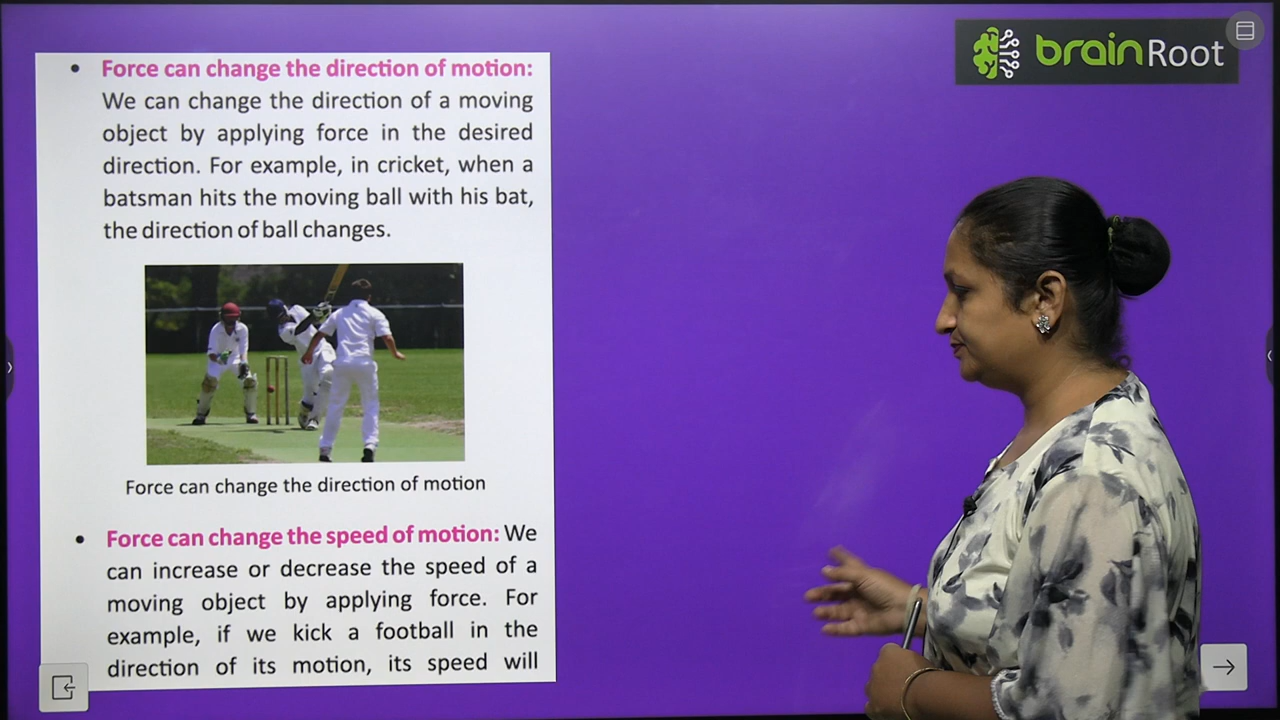 brainRoot
• Force can change the direction of motion:
We can change the direction of a moving
object by applying force in the desired
direction. For example, in cricket, when a
batsman hits the moving ball with his bat,
the direction of ball changes.
Force can change the direction of motion
• Force can change the speed of motion: We
can increase or decrease the speed of a
moving object by applying force. For
example, if we kick a football in the
direction of its motion, its speed will